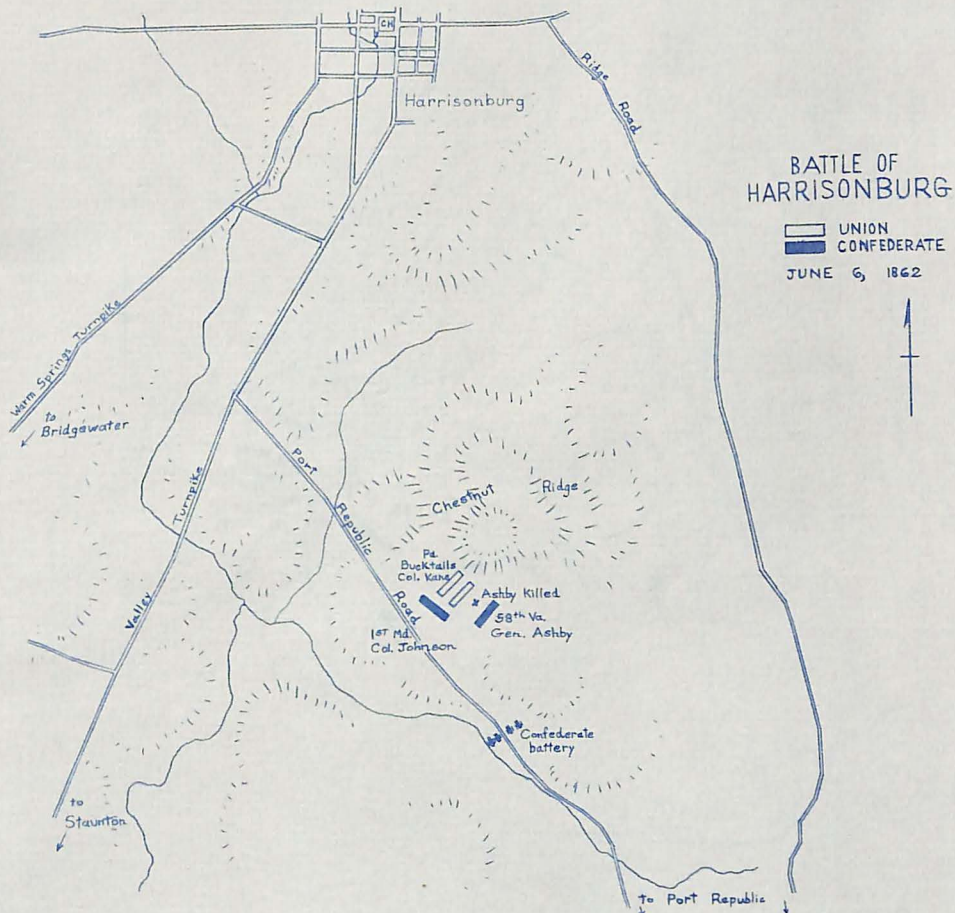 CH
Harrisonburg
Ridge
Road
BATTLE OF
HARRISONBURG
UNION
CONFEDERATE
JUNE 6, 1862
Warm Springs Turnpike
to
Bridgewater
Port
Republic
Road
Valley
Turnpike
Chestnut
Ridge
Pa
Bucktails
Col. Kane
Ashby Killed
58th Va.
Gen. Ashby
1ST Md.
Col. Johnson
Confederate
battery
to
Staunton
to Port Republic